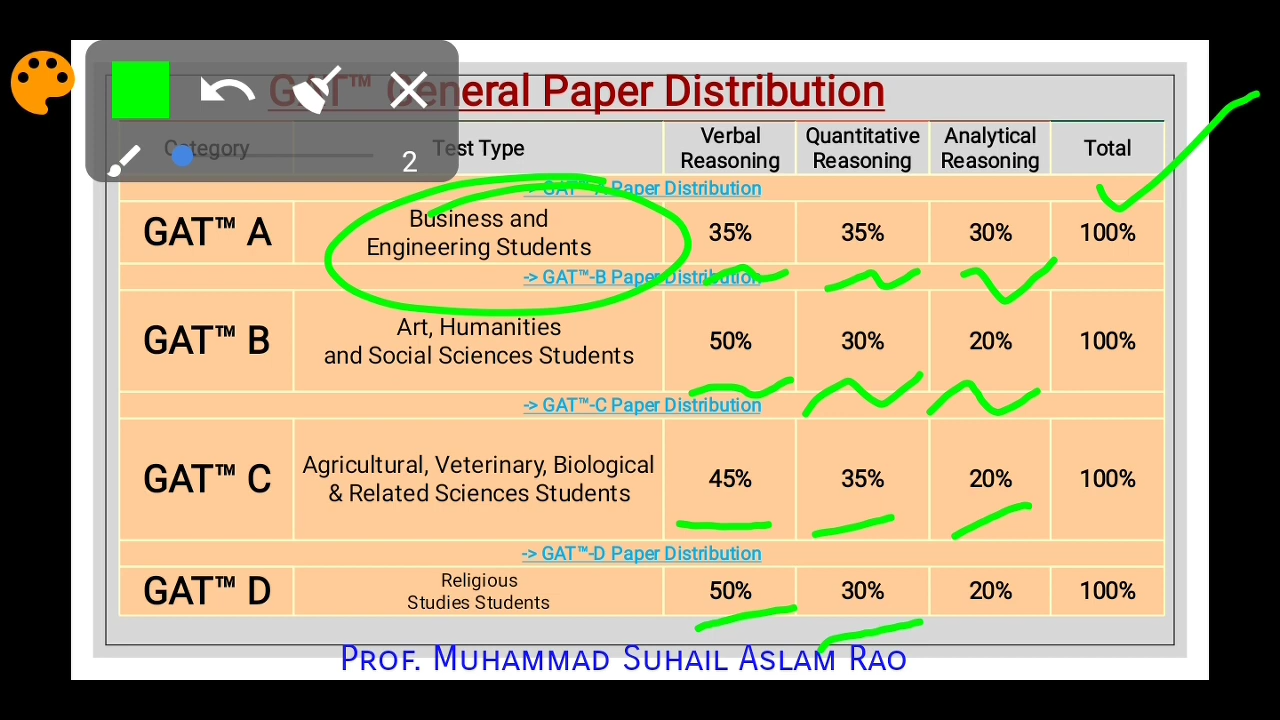 GAT™ General Paper Distribution
Category
Test Type
Verbal
Reasoning
Quantitative
Reasoning
Analytical
Reasoning
Total
-> GAT™-A Paper Distribution
GAT™ A
Business and
Engineering Students
35%
35%
30%
100%
-> GAT™-B Paper Distribution
GAT™ B
Art, Humanities
and Social Sciences Students
50%
30%
20%
100%
-> GAT™-C Paper Distribution
GAT™ C
Agricultural, Veterinary, Biological
& Related Sciences Students
45%
35%
20%
100%
-> GAT™-D Paper Distribution
GAT™ D
Religious
Studies Students
50%
30%
20%
100%
Prof. Muhammad Suhail Aslam Rao
2